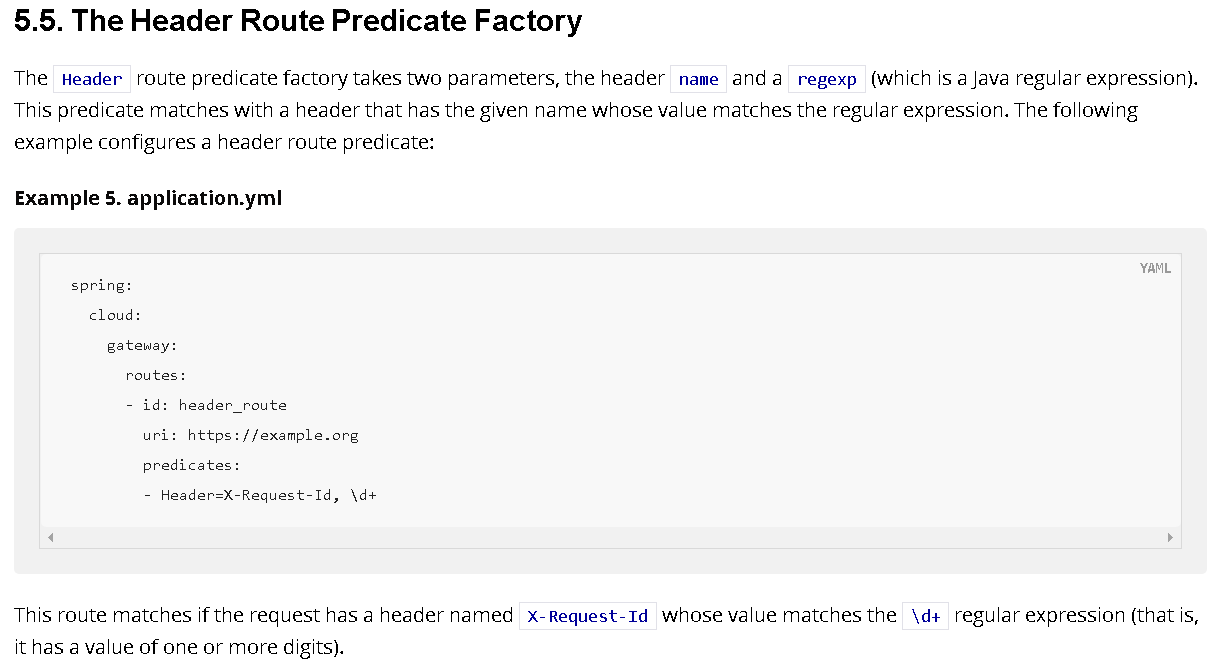 5.5. The Header Route Predicate Factory
The Header route predicate factory takes two parameters, the header name and a regexp (which is a Java regular expression).
This predicate matches with a header that has the given name whose value matches the regular expression. The following
example configures a header route predicate:
Example 5. application.yml
YAML
spring:
  cloud:
    gateway:
      routes:
      - id: header_route
        uri: https://example.org
        predicates:
        - Header=X-Request-Id, \d+
This route matches if the request has a header named X-Request-Id whose value matches the \d+ regular expression (that is,
it has a value of one or more digits).